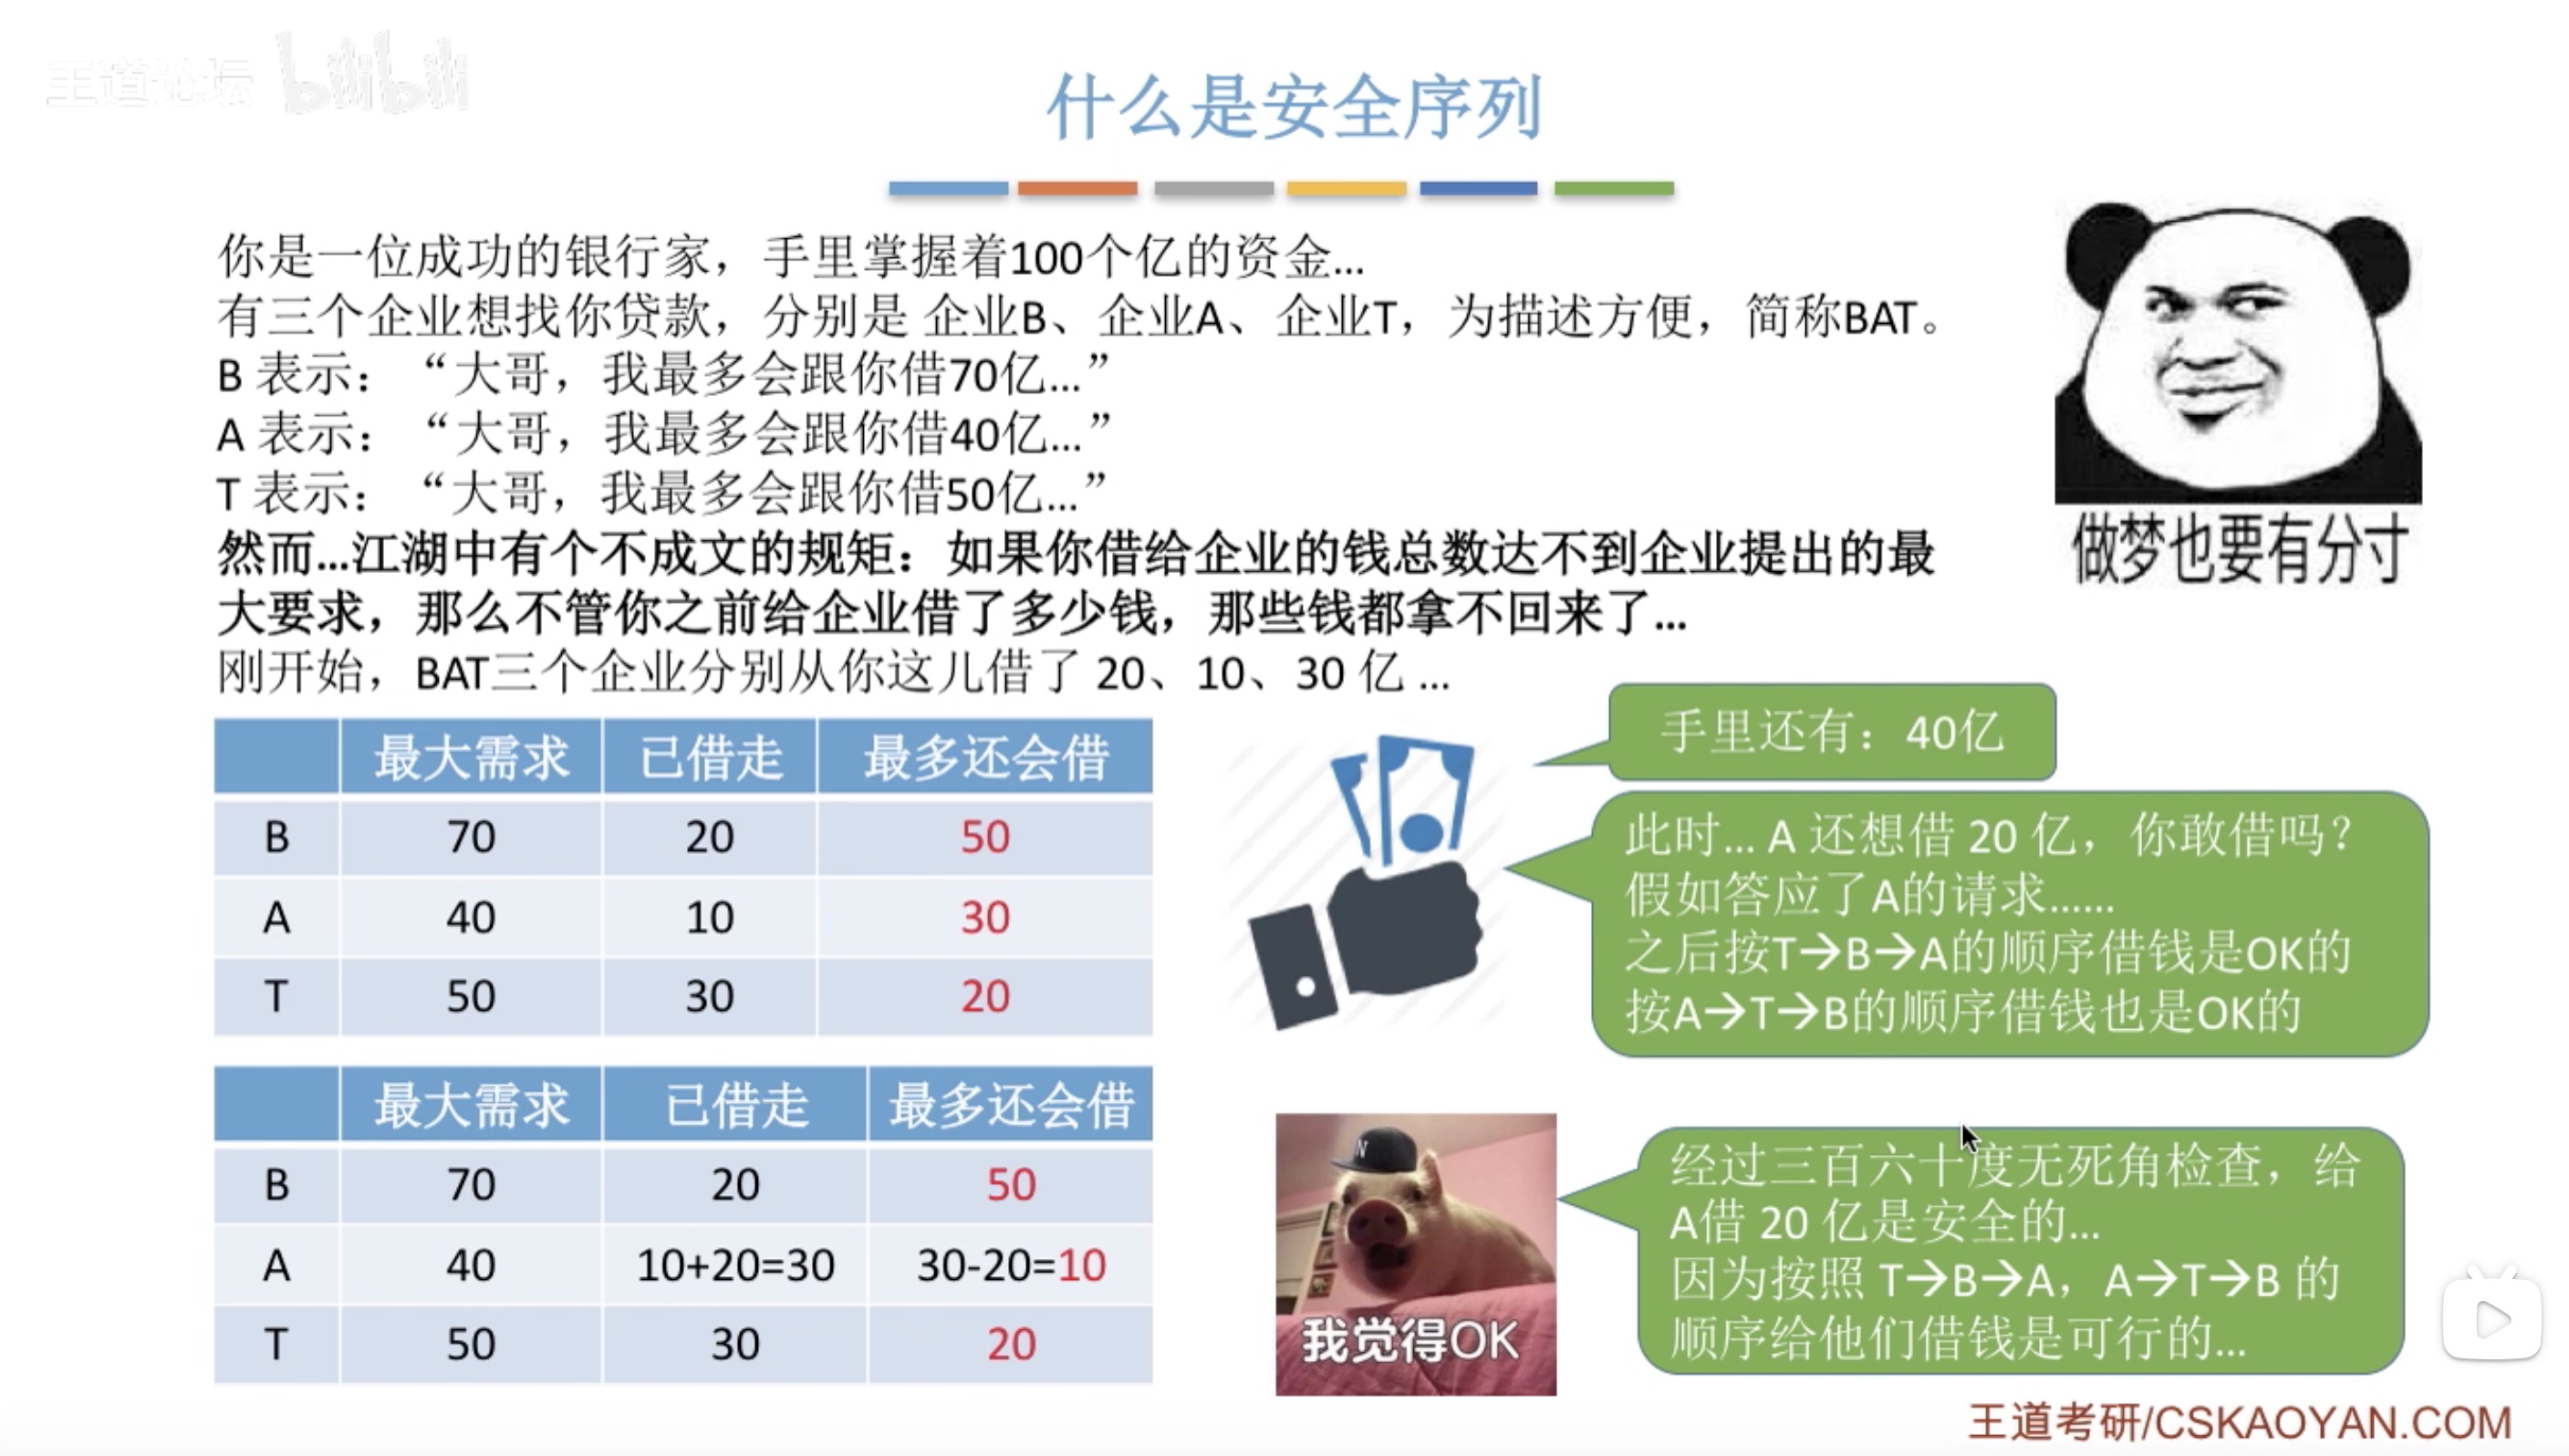 王道论坛 bilibili
什么是安全序列
你是一位成功的银行家，手里掌握着100个亿的资金...
有三个企业想找你贷款，分别是 企业B、企业A、企业T，为描述方便，简称BAT。
B 表示：“大哥，我最多会跟你借70亿...”
A 表示：“大哥，我最多会跟你借40亿...”
T 表示：“大哥，我最多会跟你借50亿...”
然而...江湖中有个不成文的规矩：如果你借给企业的钱总数达不到企业提出的最
大要求，那么不管你之前给企业借了多少钱，那些钱都拿不回来了...
刚开始，BAT三个企业分别从你这儿借了 20、10、30 亿 ...
做梦也要有分寸
最大需求 已借走 最多还会借
B 70 20 50
A 40 10 30
T 50 30 20
手里还有：40亿
此时... A 还想借 20 亿，你敢借吗？
假如答应了A的请求......
之后按T→B→A的顺序借钱是OK的
按A→T→B的顺序借钱也是OK的
最大需求 已借走 最多还会借
B 70 20 50
A 40 10+20=30 30-20=10
T 50 30 20
N
我觉得OK
经过三百六十度无死角检查，给
A借 20 亿是安全的...
因为按照 T→B→A，A→T→B 的
顺序给他们借钱是可行的...
王道考研/CSKAOYAN.COM